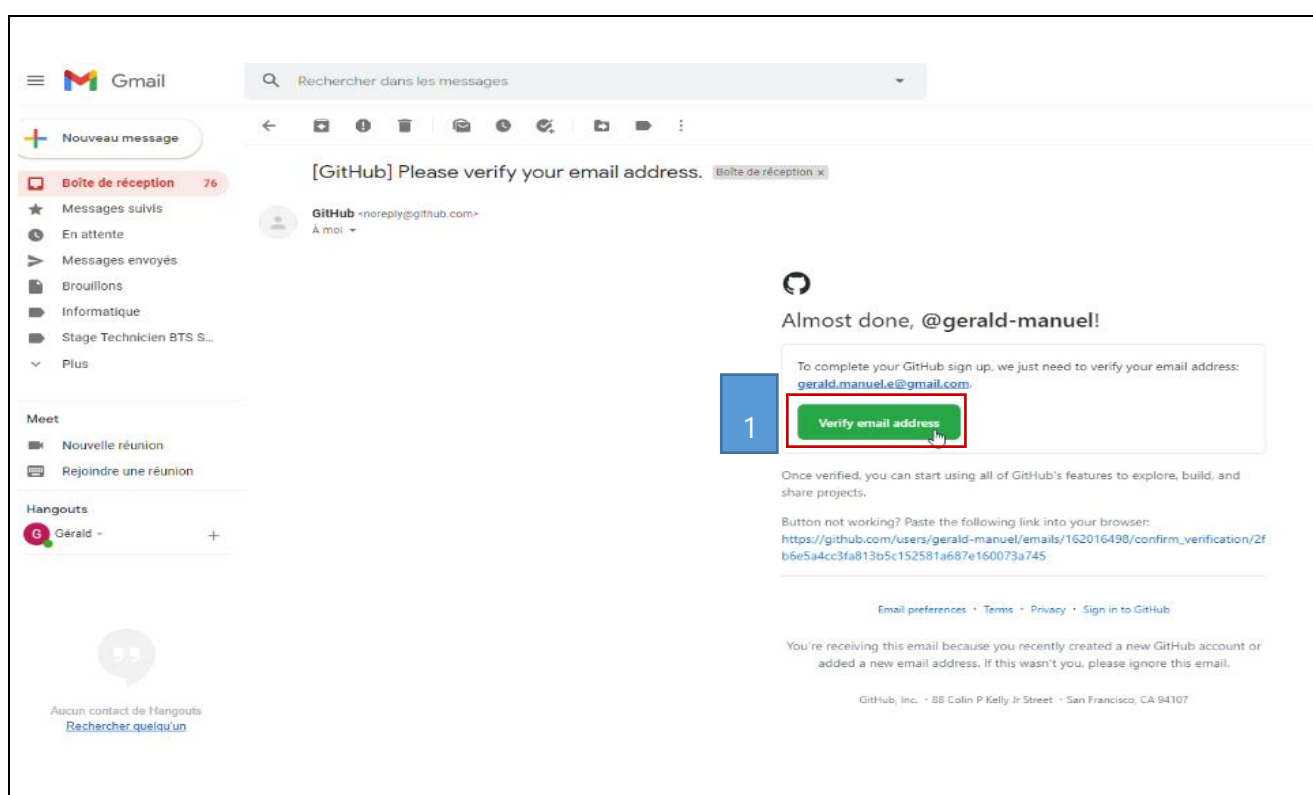 Gmail
Rechercher dans les messages
Nouveau message
Boîte de réception 76
Messages suivis
En attente
Messages envoyés
Brouillons
Informatique
Stage Technicien BTS S...
Plus
Meet
Nouvelle réunion
Rejoindre une réunion
Hangouts
G Gérald
Aucun contact de Hangouts
Rechercher quelqu'un
[GitHub] Please verify your email address. Boîte de réception x
GitHub <noreply@github.com>
À moi
Almost done, @gerald-manuel!
To complete your GitHub sign up, we just need to verify your email address:
gerald.manuel.e@gmail.com.
1
Verify email address
Once verified, you can start using all of GitHub's features to explore, build, and
share projects.
Button not working? Paste the following link into your browser:
https://github.com/users/gerald-manuel/emails/162016498/confirm_verification/2f
b6e5a4cc3fa813b5c152581a687e160073a745
Email preferences · Terms · Privacy · Sign in to GitHub
You're receiving this email because you recently created a new GitHub account or
added a new email address. If this wasn't you, please ignore this email.
GitHub, Inc. · 88 Colin P Kelly Jr Street · San Francisco, CA 94107